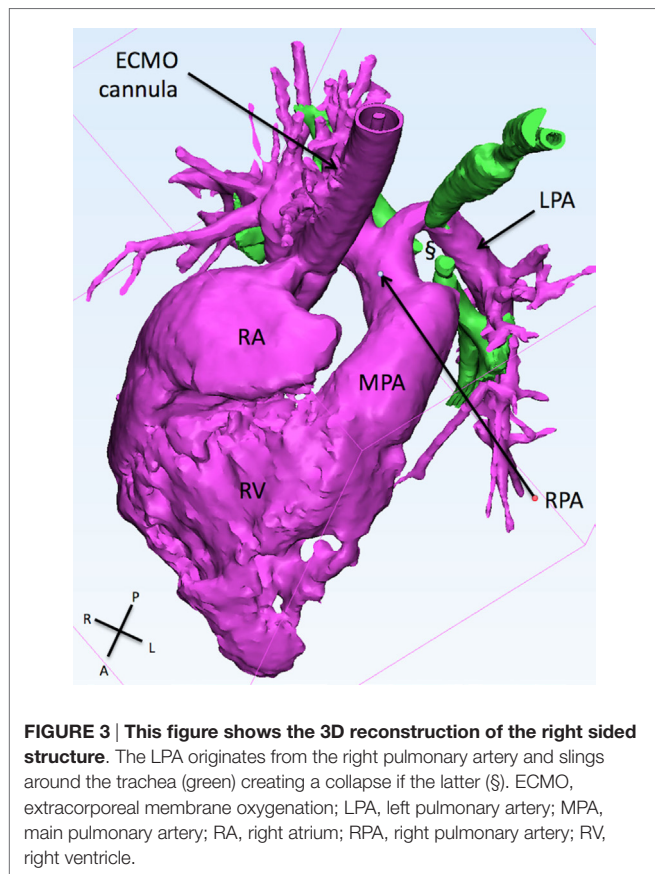 ECMO
cannula
LPA
§
RA
MPA
RV
RPA
P
R
L
A
FIGURE 3 | This figure shows the 3D reconstruction of the right sided
structure. The LPA originates from the right pulmonary artery and slings
around the trachea (green) creating a collapse if the latter (§). ECMO,
extracorporeal membrane oxygenation; LPA, left pulmonary artery; MPA,
main pulmonary artery; RA, right atrium; RPA, right pulmonary artery; RV,
right ventricle.